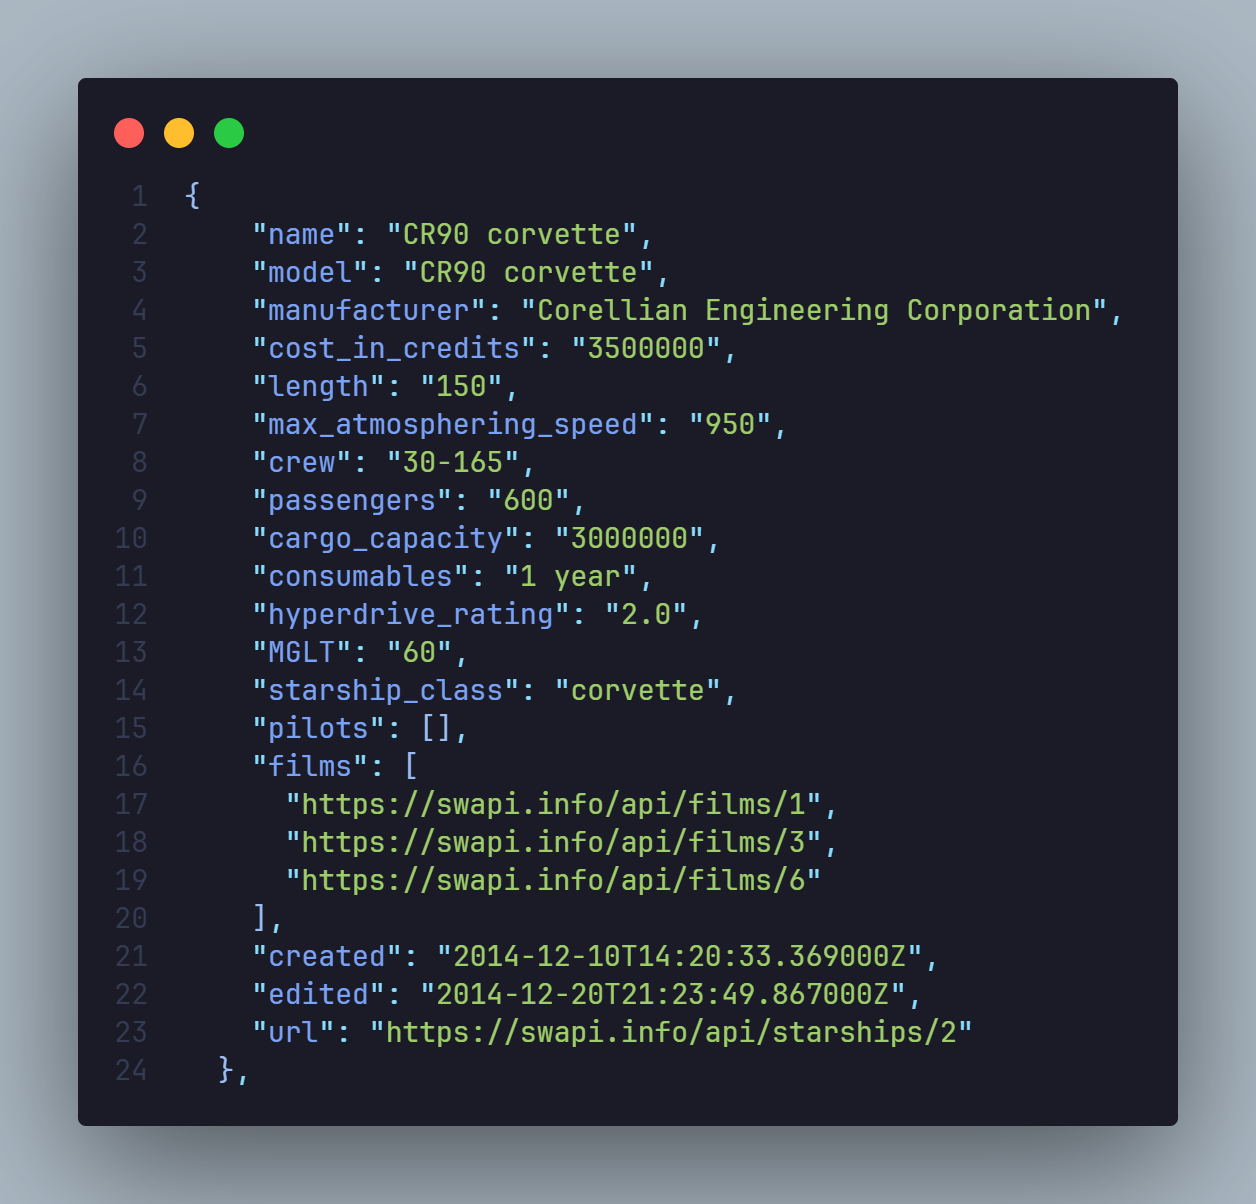 1 {
2     "name": "CR90 corvette",
3     "model": "CR90 corvette",
4     "manufacturer": "Corellian Engineering Corporation",
5     "cost_in_credits": "3500000",
6     "length": "150",
7     "max_atmosphering_speed": "950",
8     "crew": "30-165",
9     "passengers": "600",
10     "cargo_capacity": "3000000",
11     "consumables": "1 year",
12     "hyperdrive_rating": "2.0",
13     "MGLT": "60",
14     "starship_class": "corvette",
15     "pilots": [],
16     "films": [
17       "https://swapi.info/api/films/1",
18       "https://swapi.info/api/films/3",
19       "https://swapi.info/api/films/6"
20     ],
21     "created": "2014-12-10T14:20:33.369000Z",
22     "edited": "2014-12-20T21:23:49.867000Z",
23     "url": "https://swapi.info/api/starships/2"
24   },